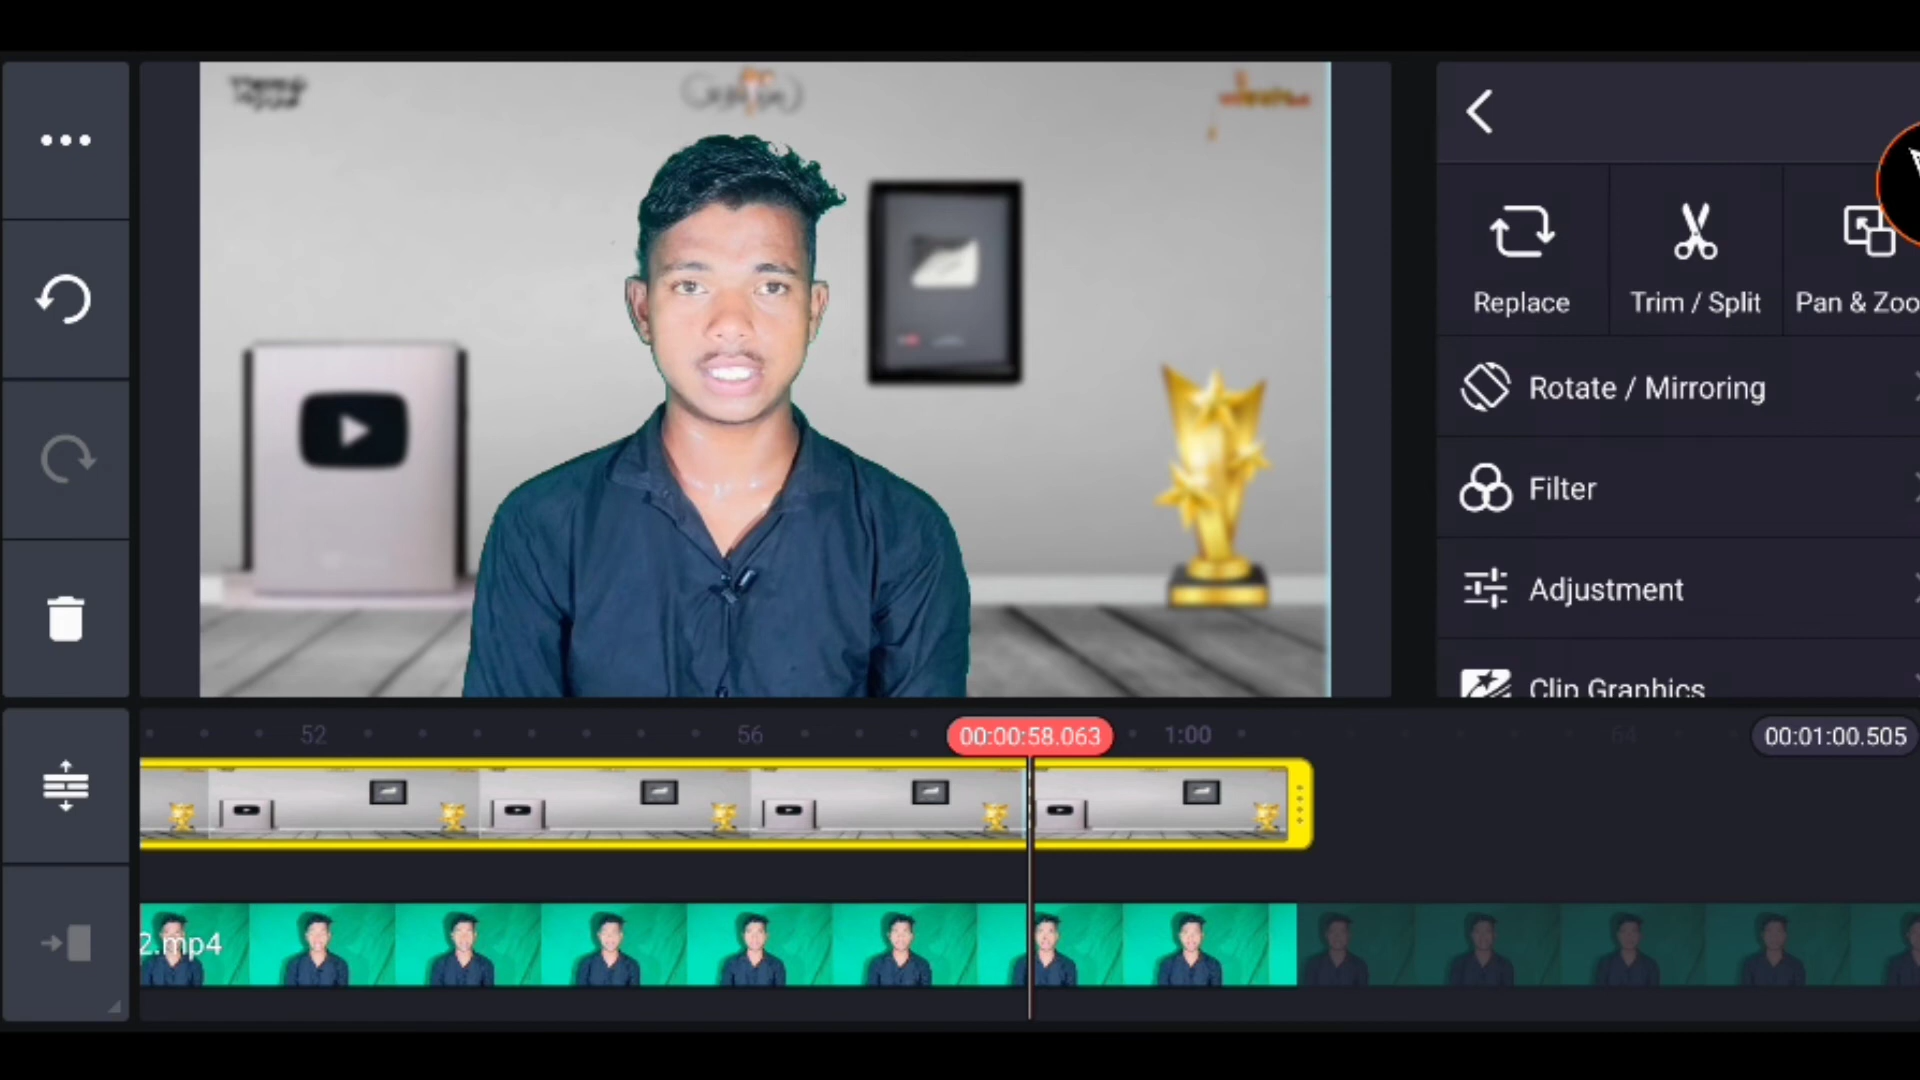 Replace
Trim / Split
Pan & Zoo
Rotate / Mirroring
Filter
Adjustment
Clip Graphics
52
56
00:00:58.063
1:00
64
00:01:00.505
2.mp4